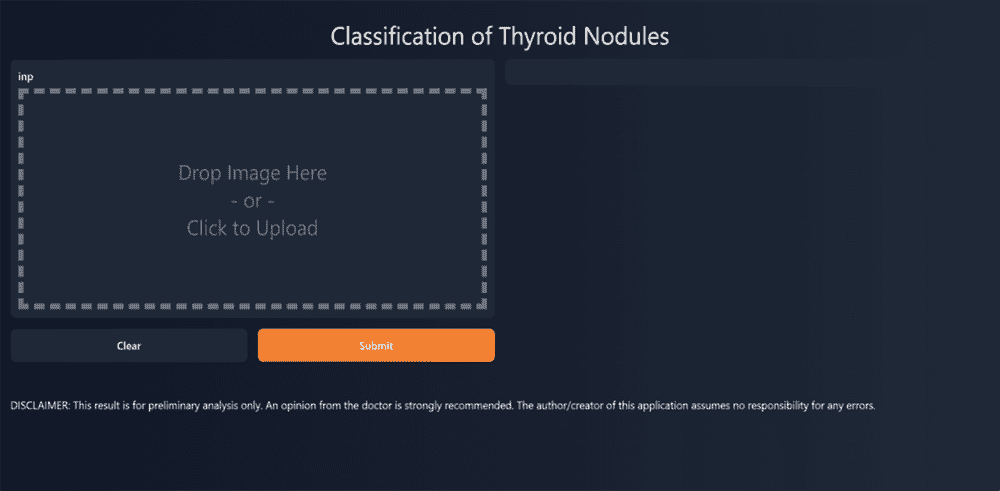 Classification of Thyroid Nodules
inp
Drop Image Here
- or -
Click to Upload
Clear
Submit
DISCLAIMER: This result is for preliminary analysis only. An opinion from the doctor is strongly recommended. The author/creator of this application assumes no responsibility for any errors.